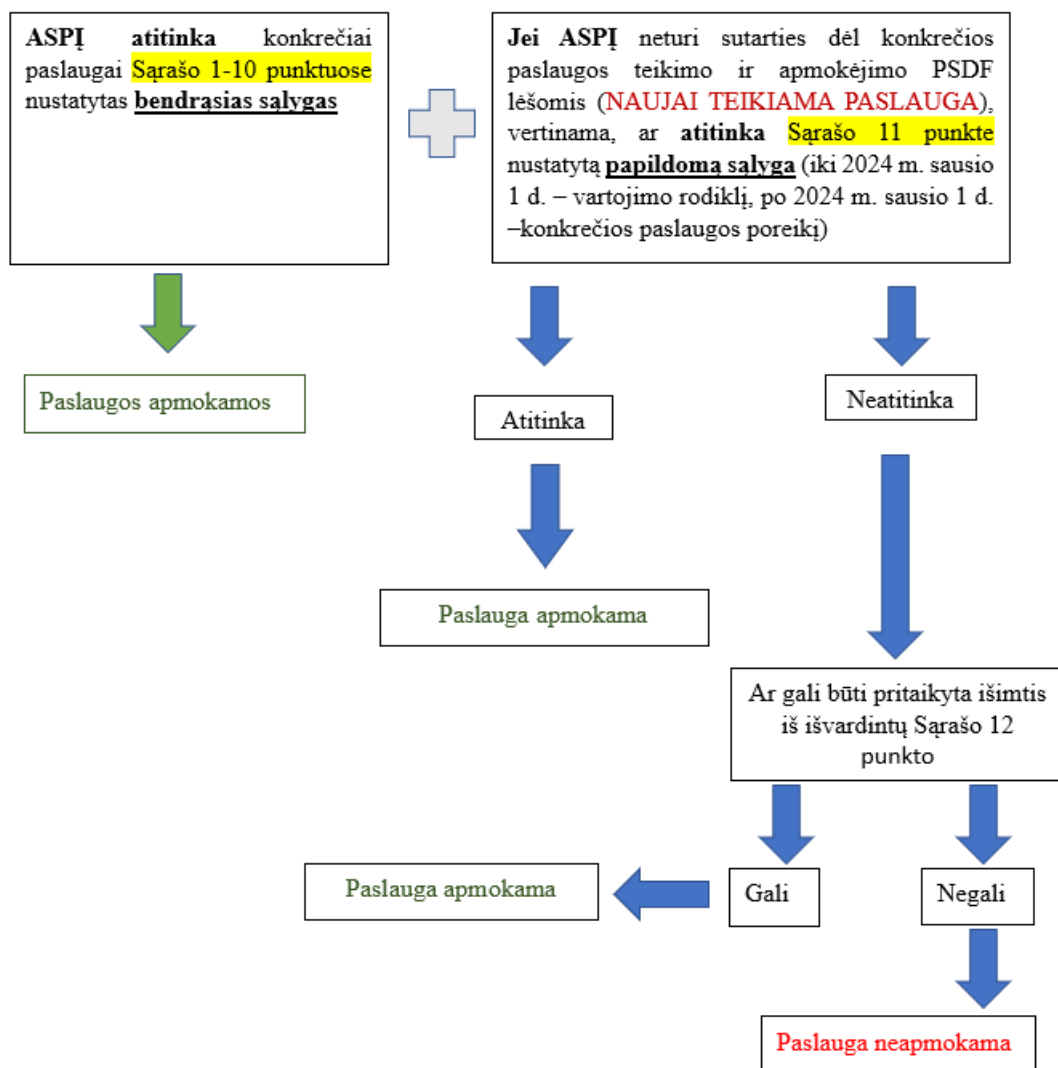 ASPĮ atitinka konkrečiai
paslaugai Sąrašo 1-10 punktuose
nustatytas bendrąsias sąlygas
Jei ASPĮ neturi sutarties dėl konkrečios
paslaugos teikimo ir apmokėjimo PSDF
lėšomis (NAUJAI TEIKIAMA PASLAUGA),
vertinama, ar atitinka Sąrašo 11 punkte
nustatytą papildomą sąlyga (iki 2024 m. sausio
1 d. – vartojimo rodiklį, po 2024 m. sausio 1 d.
–konkrečios paslaugos poreikį)
Paslaugos apmokamos
Atitinka
Neatitinka
Paslauga apmokama
Ar gali būti pritaikyta išimtis
iš išvardintų Sąrašo 12
punkto
Paslauga apmokama
Gali
Negali
Paslauga neapmokama